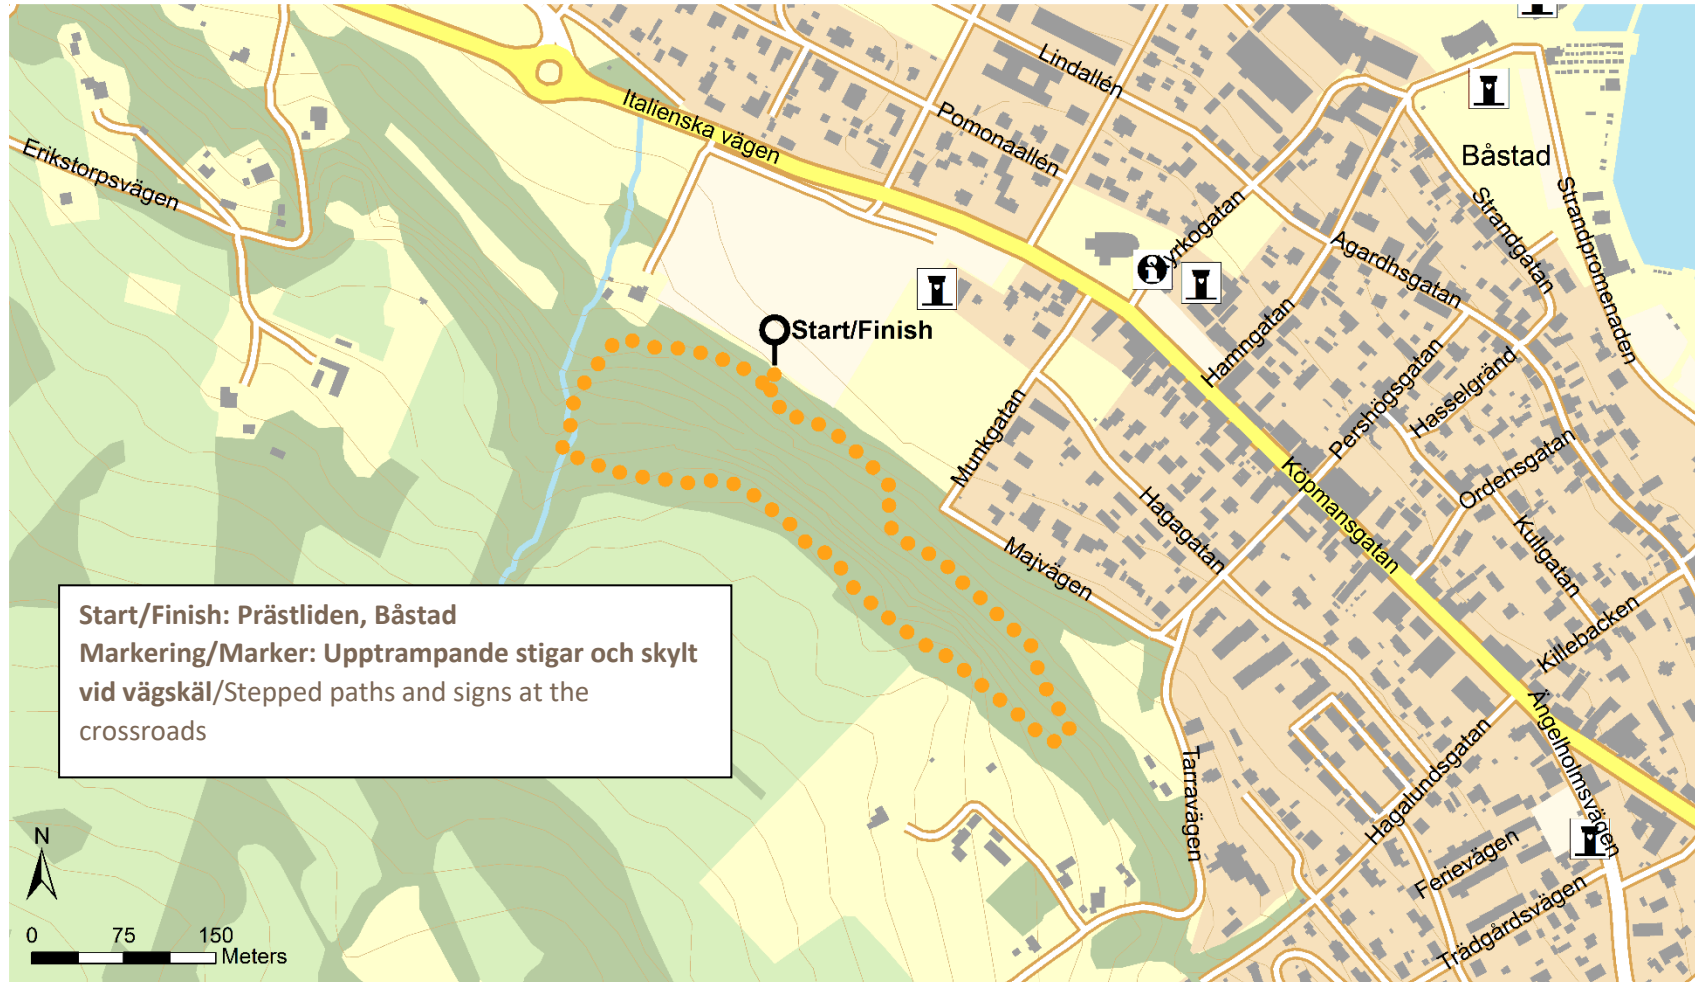 Lindallén
Italienska vägen
Pomonaallén
Båstad
Erikstorpsvägen
Kyrkogatan
Strandgatan
Strandpromenaden
Agardhsgatan
Start/Finish
Hamngatan
Pershögsgatan
Hasselgränd
Munkgatan
Köpmansgatan
Ordensgatan
Hagagatan
Kullgatan
Majvägen
Killebacken
Start/Finish: Prästliden, Båstad
Markering/Marker: Upptrampande stigar och skylt
vid vägskäl/Stepped paths and signs at the
crossroads
Tarravägen
Hagalundsgatan
Ängelholmsvägen
Ferievägen
Trädgårdsvägen
N
0 75 150
Meters